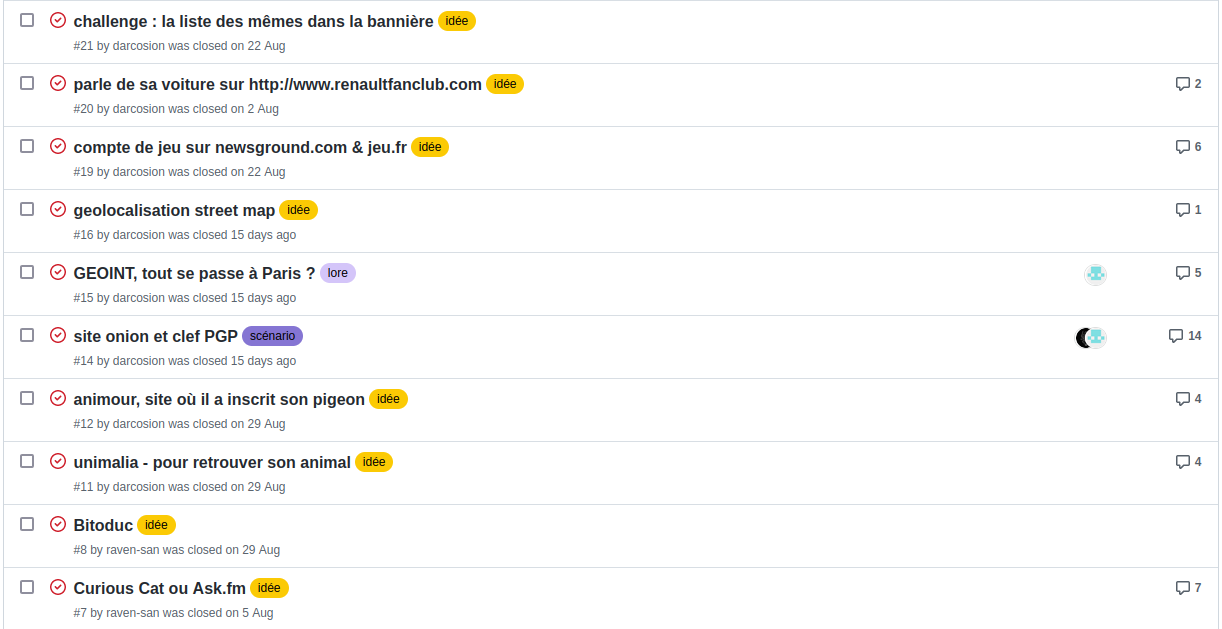 challenge : la liste des mêmes dans la bannière idée
#21 by darcosion was closed on 22 Aug
parle de sa voiture sur http://www.renaultfanclub.com idée 2
#20 by darcosion was closed on 2 Aug
compte de jeu sur newsground.com & jeu.fr idée 6
#19 by darcosion was closed on 22 Aug
geolocalisation street map idée 1
#16 by darcosion was closed 15 days ago
GEOINT, tout se passe à Paris ? lore 5
#15 by darcosion was closed 15 days ago
site onion et clef PGP scénario 14
#14 by darcosion was closed 15 days ago
animour, site où il a inscrit son pigeon idée 4
#12 by darcosion was closed on 29 Aug
unimalia - pour retrouver son animal idée 4
#11 by darcosion was closed on 29 Aug
Bitoduc idée
#8 by raven-san was closed on 29 Aug
Curious Cat ou Ask.fm idée 7
#7 by raven-san was closed on 5 Aug